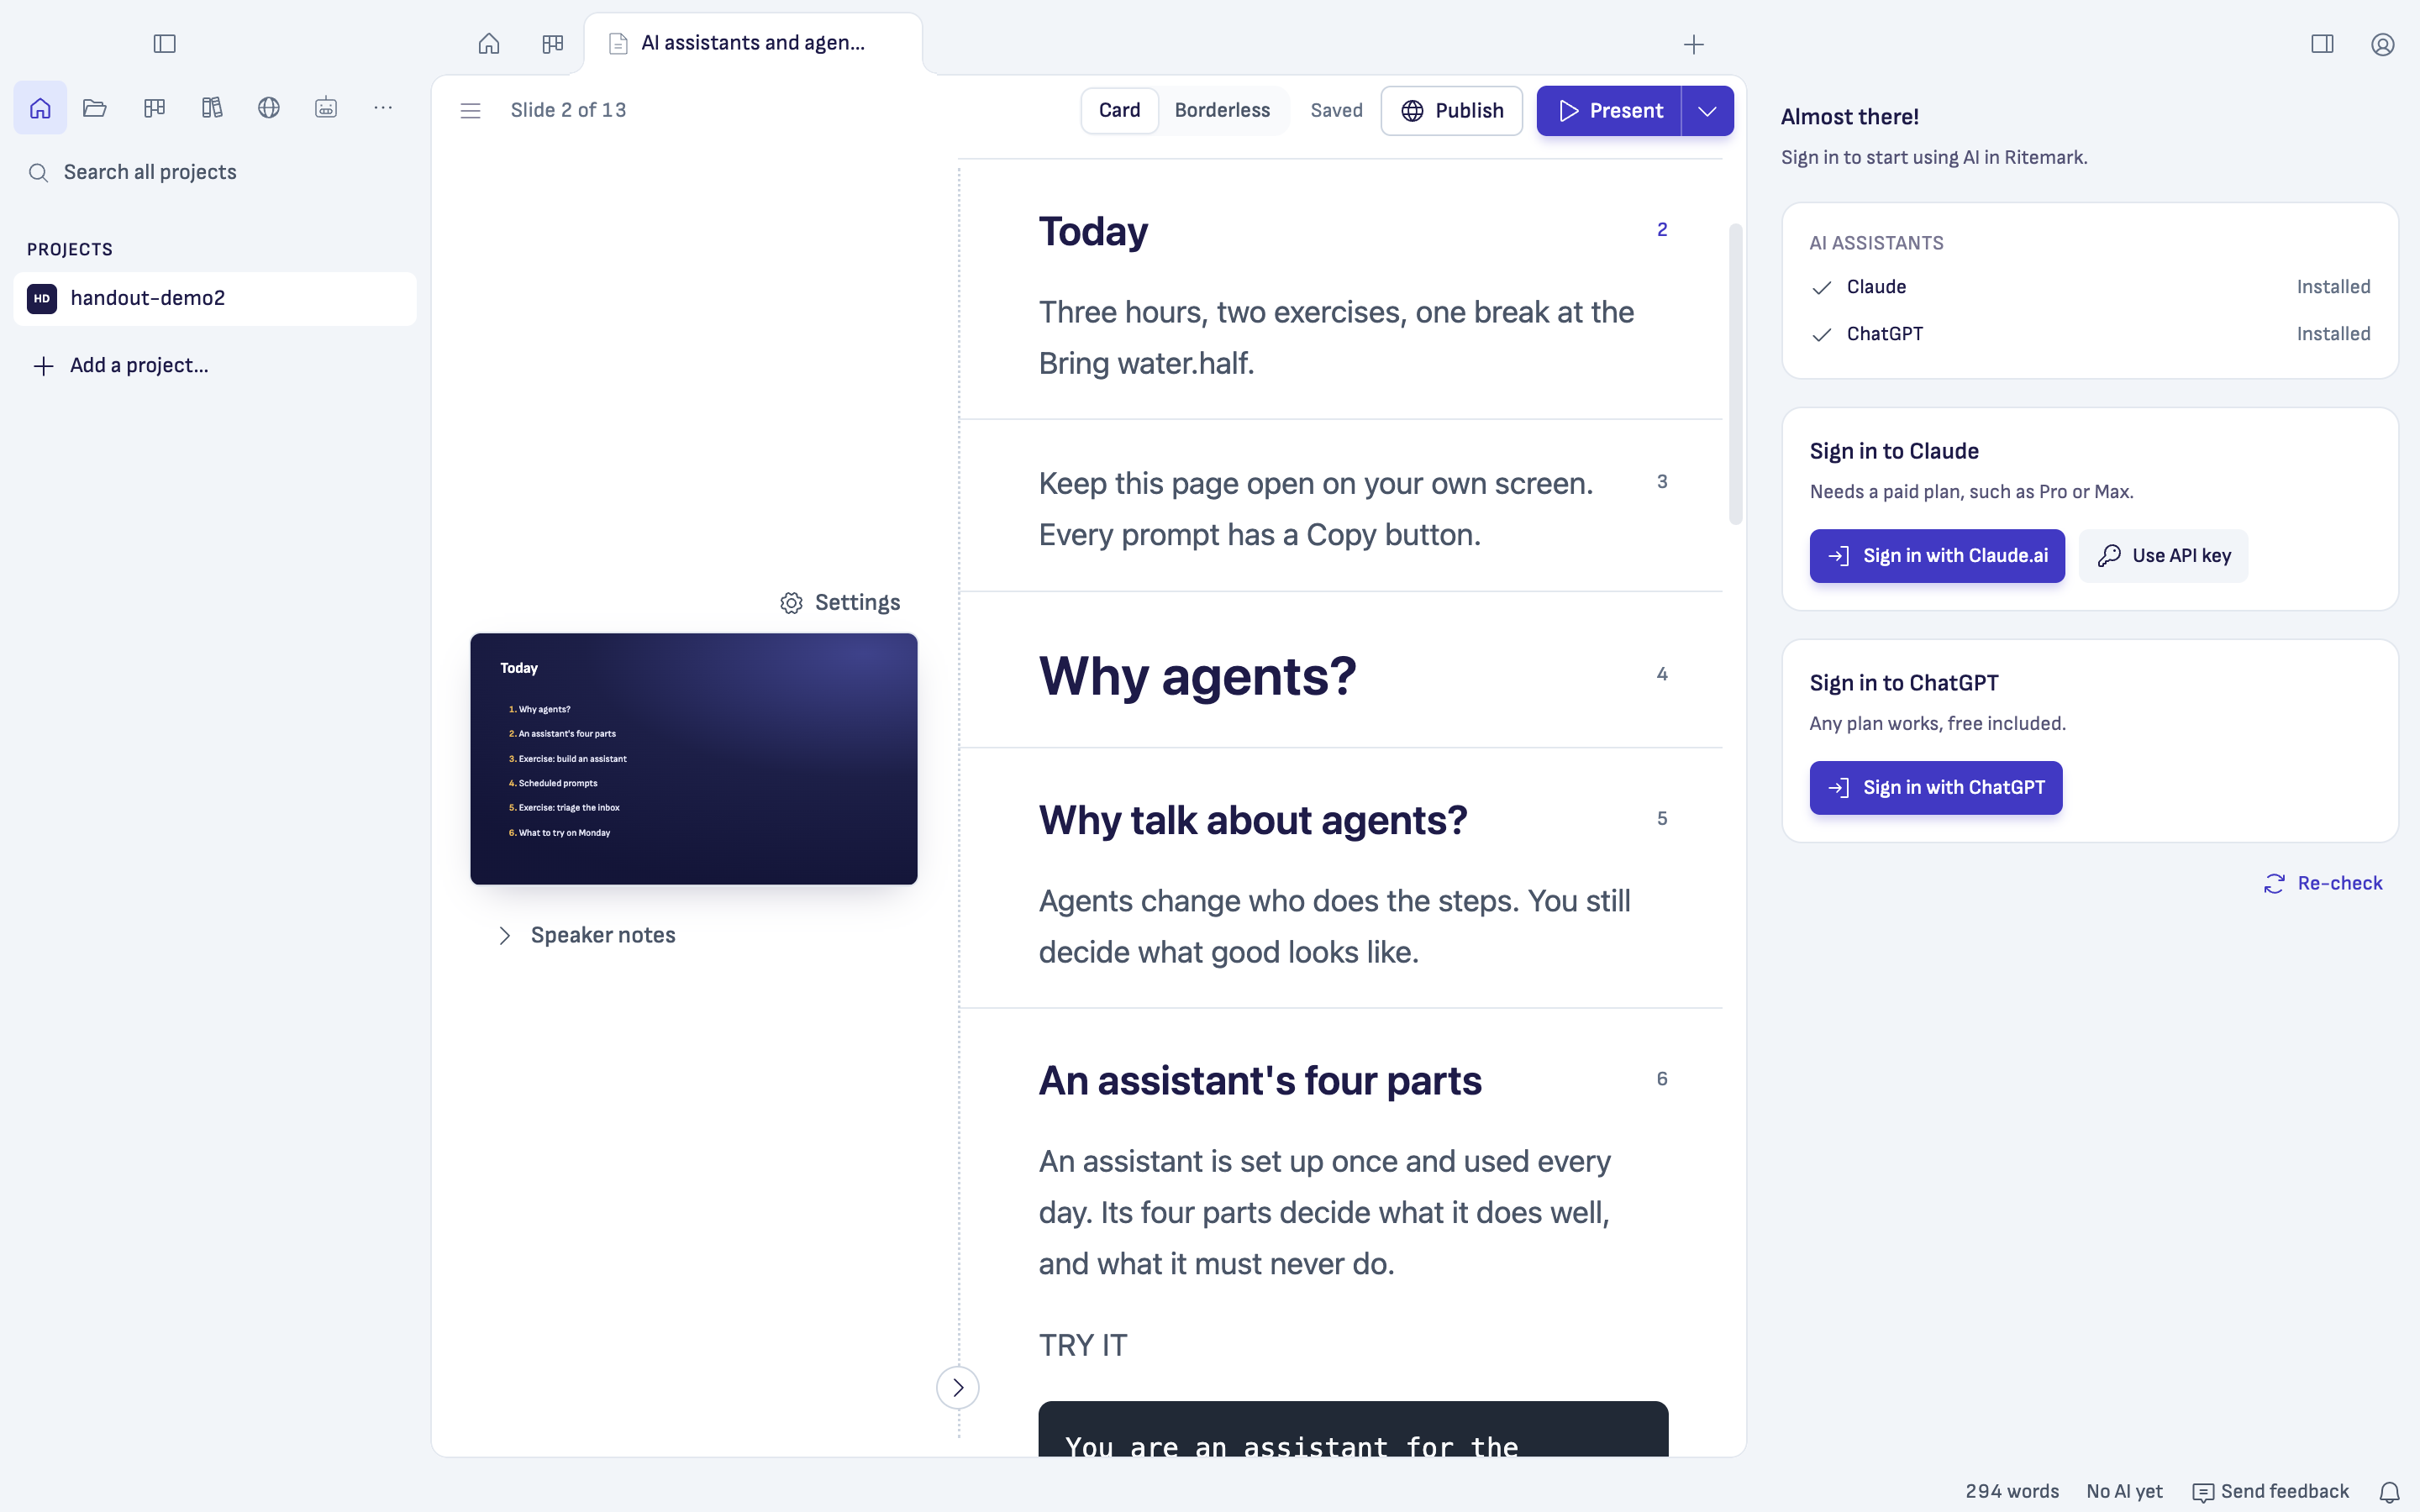 AI assistants and agen...
Search all projects
PROJECTS
HD
handout-demo2
Add a project...
Slide 2 of 13
Card
Borderless
Saved
Publish
Present
Settings
Today
1. Why agents?
2. An assistant's four parts
3. Exercise: build an assistant
4. Scheduled prompts
5. Exercise: triage the inbox
6. What to try on Monday
Speaker notes
Today
2
Three hours, two exercises, one break at the
Bring water.half.
Keep this page open on your own screen.
3
Every prompt has a Copy button.
Why agents?
4
Why talk about agents?
5
Agents change who does the steps. You still
decide what good looks like.
An assistant's four parts
6
An assistant is set up once and used every
day. Its four parts decide what it does well,
and what it must never do.
TRY IT
You are an assistant for the
Almost there!
Sign in to start using AI in Ritemark.
AI ASSISTANTS
Claude
Installed
ChatGPT
Installed
Sign in to Claude
Needs a paid plan, such as Pro or Max.
Sign in with Claude.ai
Use API key
Sign in to ChatGPT
Any plan works, free included.
Sign in with ChatGPT
Re-check
294 words
No AI yet
Send feedback